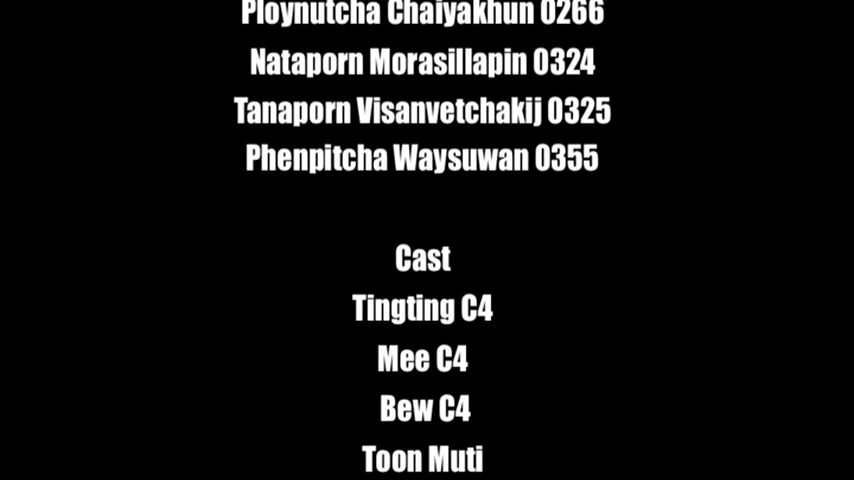 Ploynutcha Chaiyakhun 0266
Nataporn Morasillapin 0324
Tanaporn Visanvetchakij 0325
Phenpitcha Waysuwan 0355
Cast
Tingting C4
Mee C4
Bew C4
Toon Muti